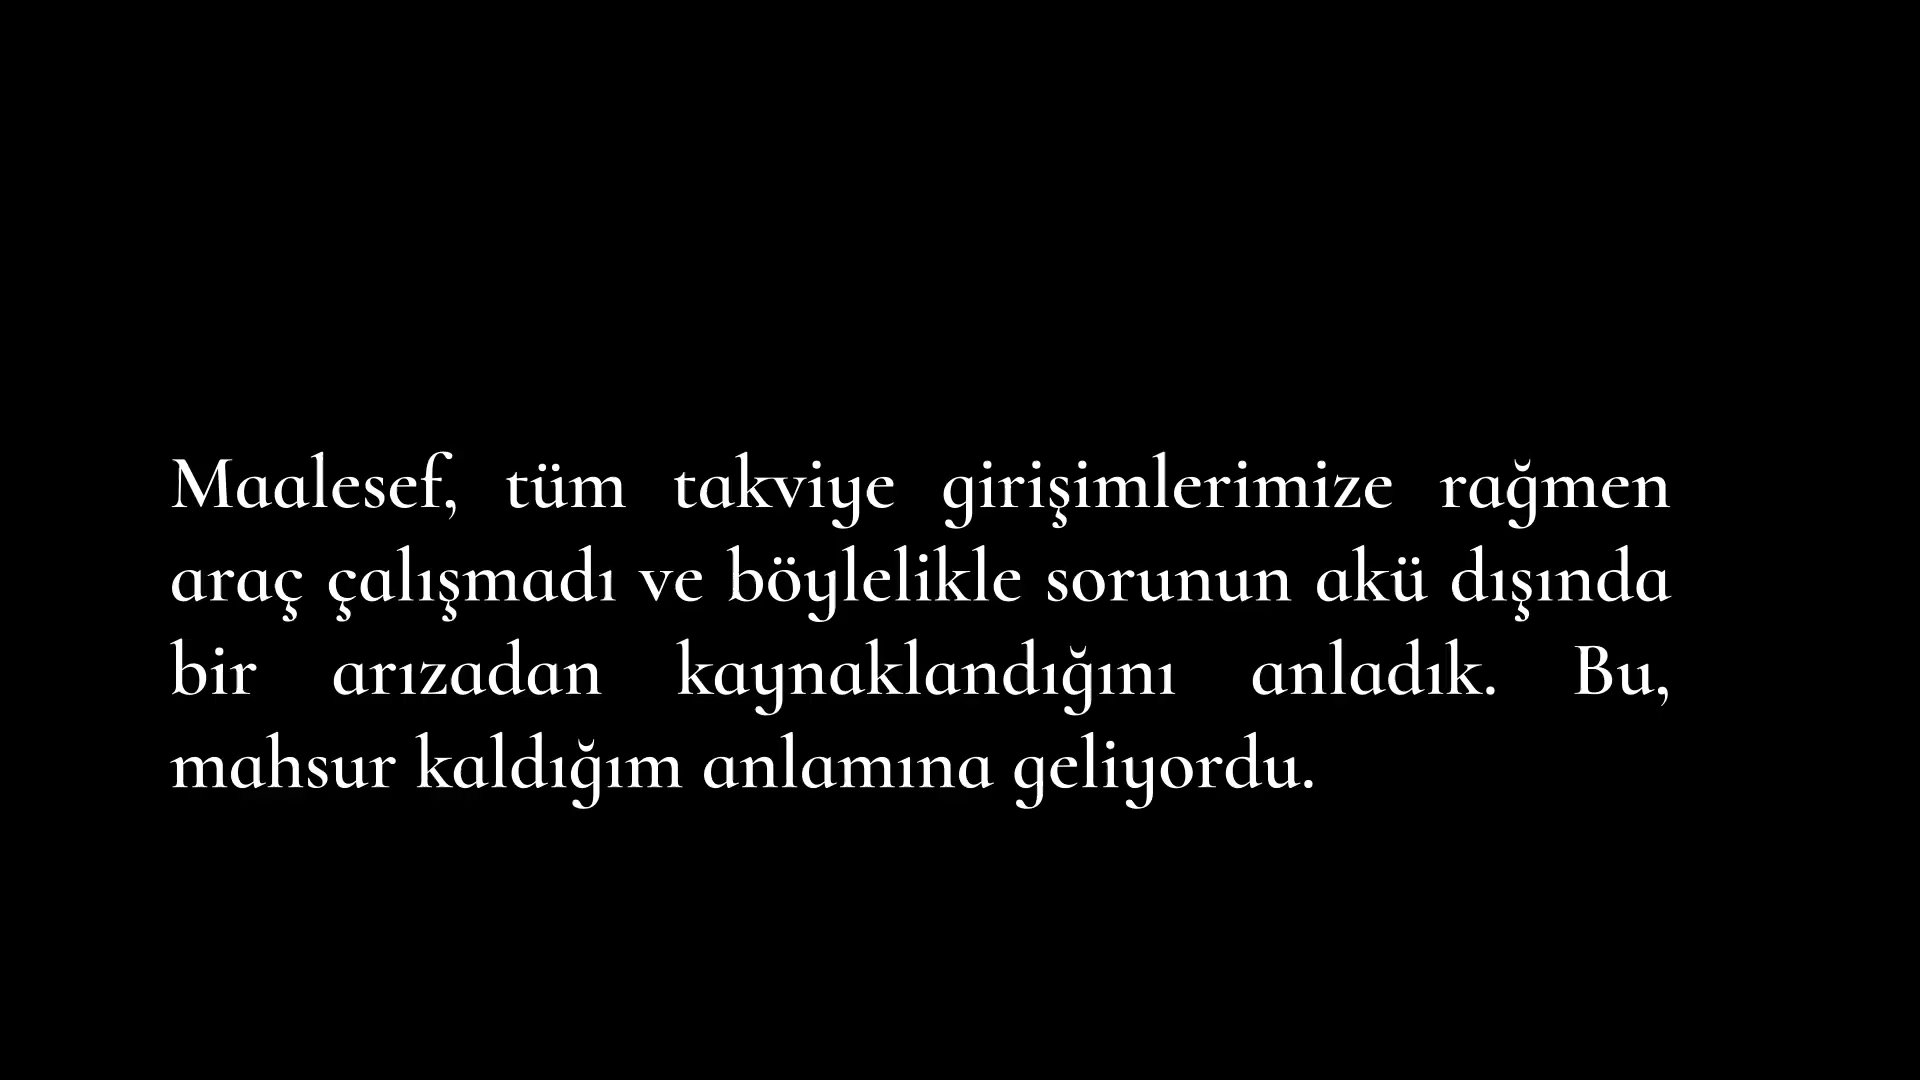 Maalesef, tüm takviye girişimlerimize rağmen
araç çalışmadı ve böylelikle sorunun akü dışında
bir arızadan kaynaklandığını anladık. Bu,
mahsur kaldığım anlamına geliyordu.